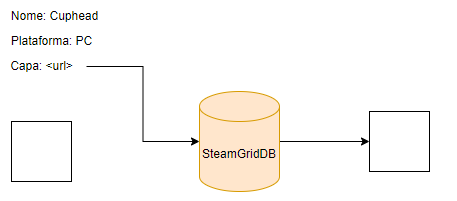 Nome: Cuphead
Plataforma: PC
Capa: <url>
SteamGridDB